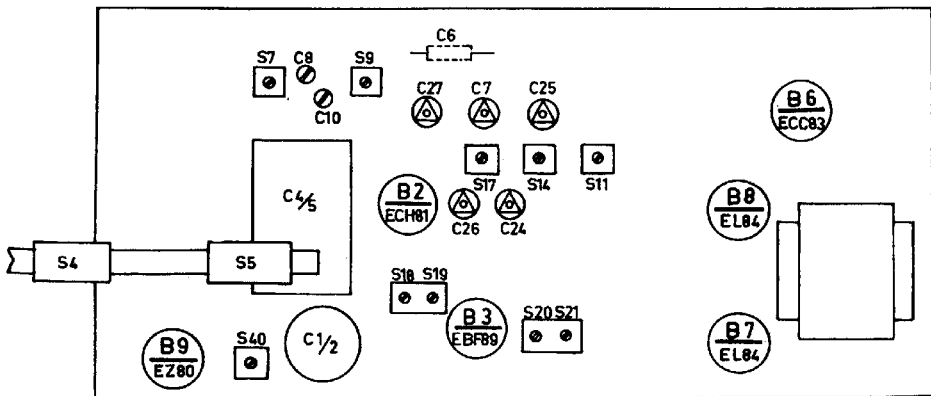 C6
S7
C8
S9
C10
C27
C7
C25
B6
ECC83
S17
S14
S11
C4/5
B2
ECH81
C26
C24
B8
EL84
S4
S5
S18
S19
B3
EBF89
S20
S21
B7
EL84
B9
EZ80
S40
C1/2